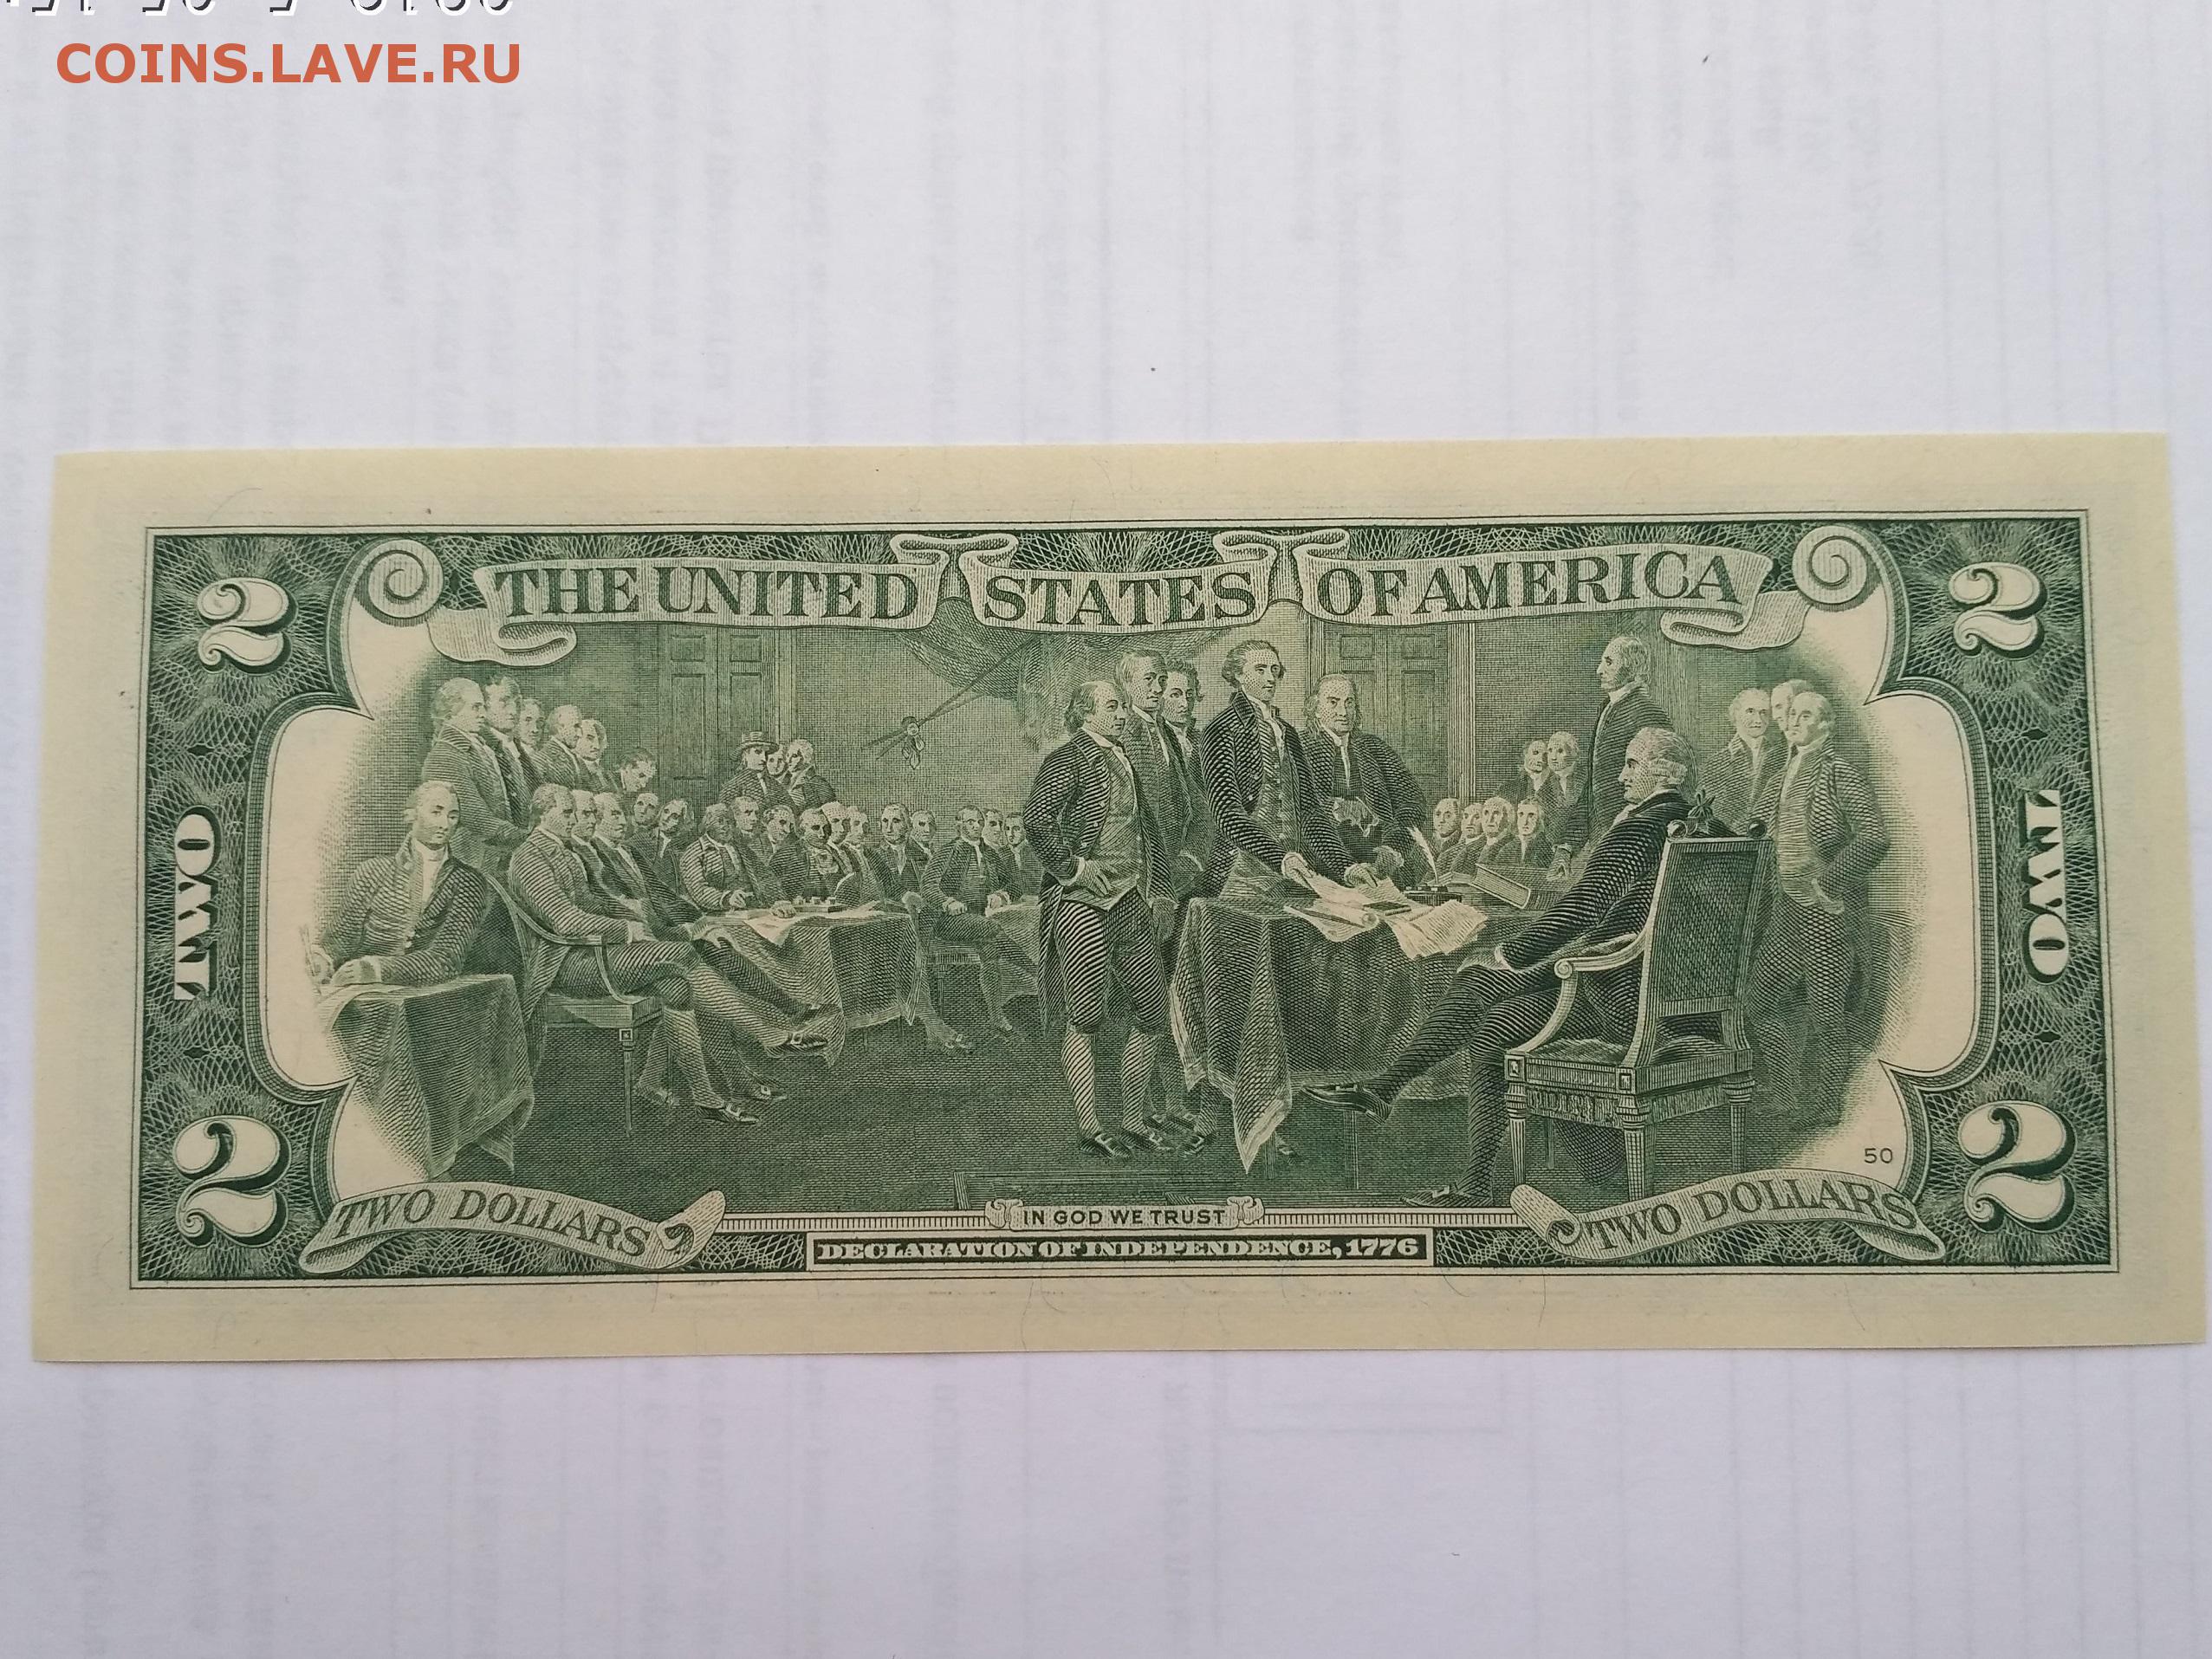 COINS.LAVE.RU
THE UNITED STATES OF AMERICA
2
2
TWO
TWO
50
2
2
TWO DOLLARS
IN GOD WE TRUST
TWO DOLLARS
DECLARATION OF INDEPENDENCE, 1776